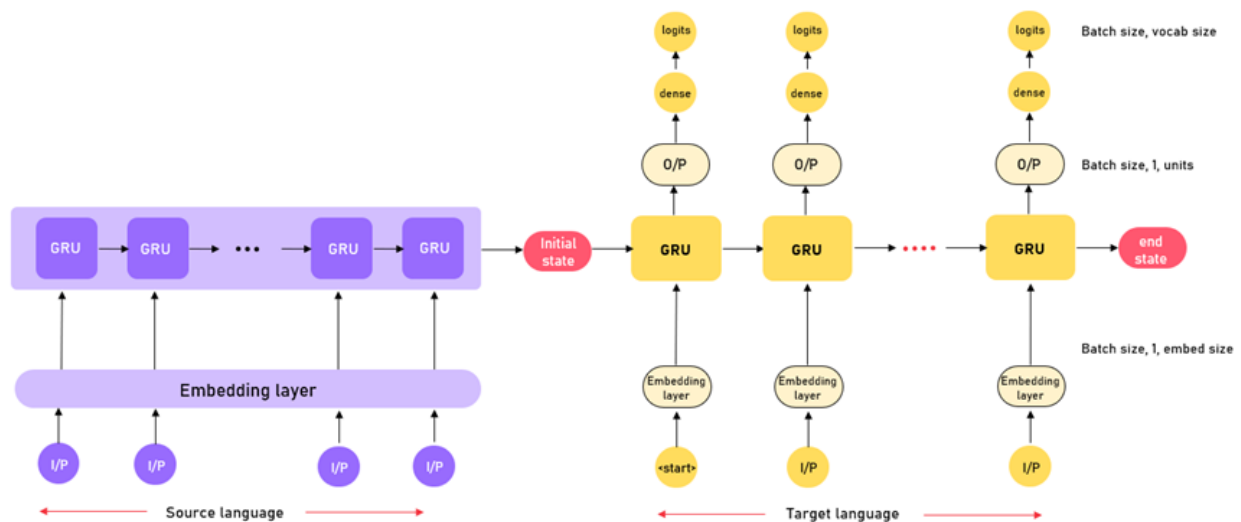 logits
logits
logits
Batch size, vocab size
dense
dense
dense
O/P
O/P
O/P
Batch size, 1, units
GRU
GRU
•••
GRU
GRU
Initial
state
GRU
GRU
••••
GRU
end
state
Batch size, 1, embed size
Embedding layer
Embedding
layer
Embedding
layer
Embedding
layer
I/P
I/P
I/P
I/P
<start>
I/P
I/P
Source language
Target language